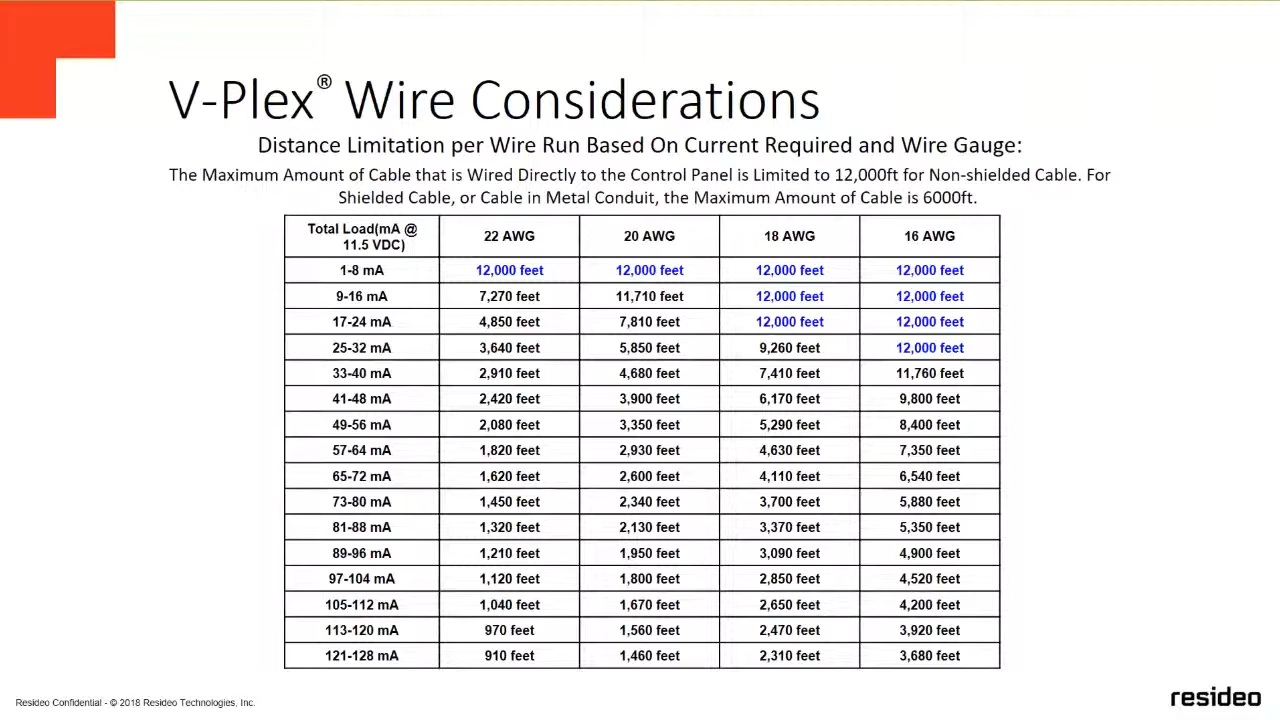 V-Plex® Wire Considerations
Distance Limitation per Wire Run Based On Current Required and Wire Gauge:
The Maximum Amount of Cable that is Wired Directly to the Control Panel is Limited to 12,000ft for Non-shielded Cable. For
Shielded Cable, or Cable in Metal Conduit, the Maximum Amount of Cable is 6000ft.
Total Load(mA @
11.5 VDC) 22 AWG 20 AWG 18 AWG 16 AWG
1-8 mA 12,000 feet 12,000 feet 12,000 feet 12,000 feet
9-16 mA 7,270 feet 11,710 feet 12,000 feet 12,000 feet
17-24 mA 4,850 feet 7,810 feet 12,000 feet 12,000 feet
25-32 mA 3,640 feet 5,850 feet 9,260 feet 12,000 feet
33-40 mA 2,910 feet 4,680 feet 7,410 feet 11,760 feet
41-48 mA 2,420 feet 3,900 feet 6,170 feet 9,800 feet
49-56 mA 2,080 feet 3,350 feet 5,290 feet 8,400 feet
57-64 mA 1,820 feet 2,930 feet 4,630 feet 7,350 feet
65-72 mA 1,620 feet 2,600 feet 4,110 feet 6,540 feet
73-80 mA 1,450 feet 2,340 feet 3,700 feet 5,880 feet
81-88 mA 1,320 feet 2,130 feet 3,370 feet 5,350 feet
89-96 mA 1,210 feet 1,950 feet 3,090 feet 4,900 feet
97-104 mA 1,120 feet 1,800 feet 2,850 feet 4,520 feet
105-112 mA 1,040 feet 1,670 feet 2,650 feet 4,200 feet
113-120 mA 970 feet 1,560 feet 2,470 feet 3,920 feet
121-128 mA 910 feet 1,460 feet 2,310 feet 3,680 feet
Resideo Confidential - © 2018 Resideo Technologies, Inc.
resideo